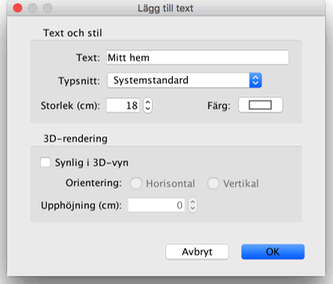 Lägg till text
Text och stil
Text: Mitt hem
Typsnitt: Systemstandard
Storlek (cm): 18 Färg:
3D-rendering
Synlig i 3D-vyn
Orientering: Horisontal Vertikal
Upphöjning (cm): 0
Avbryt OK